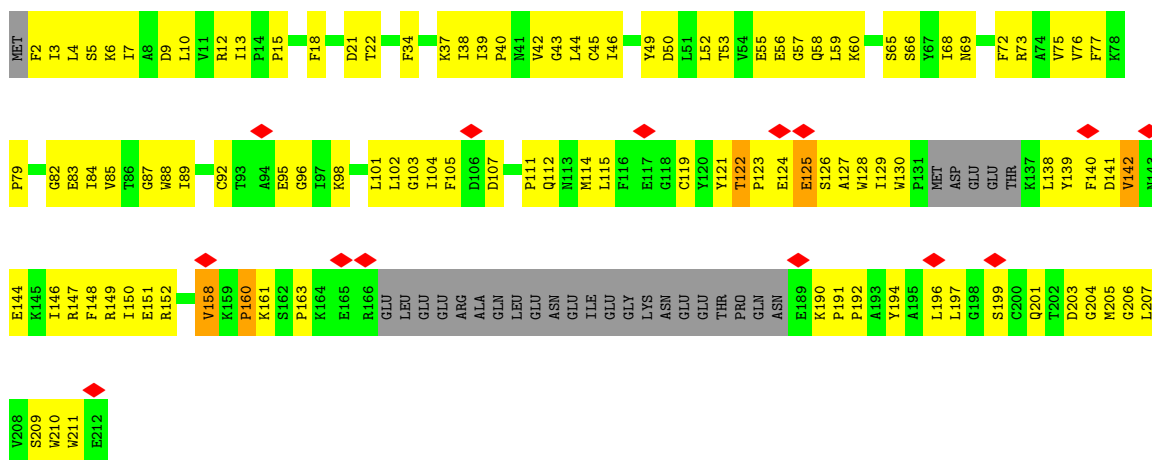 MET F2 I3 L4 S5 K6 I7 A8 D9 L10 V11 R12 I13 P14 P15 F18 D21 T22 F34 K37 I38 I39 P40 N41 V42 G43 L44 C45 I46 Y49 D50 L51 L52 T53 V54 E55 E56 G57 Q58 L59 K60 S65 S66 Y67 I68 N69 F72 R73 A74 V75 V76 F77 K78
P79 G82 E83 I84 V85 T86 G87 W88 I89 C92 T93 A94 E95 G96 I97 K98 L101 L102 G103 I104 F105 D106 D107 P111 Q112 N113 M114 L115 F116 E117 G118 C119 Y120 Y121 T122 P123 E124 E125 S126 A127 W128 I129 W130 P131 MET ASP GLU GLU THR K137 L138 Y139 F140 D141 V142 N143
E144 K145 I146 R147 F148 R149 I150 E151 R152 V158 K159 P160 K161 S162 P163 K164 E165 R166 GLU LEU GLU GLU ARG ALA GLN LEU GLU ASN GLU ILE GLU GLY LYS ASN GLU GLU THR PRO GLN ASN E189 K190 P191 P192 A193 Y194 A195 L196 L197 G198 S199 C200 Q201 T202 D203 G204 M205 G206 L207
V208 S209 W210 W211 E212